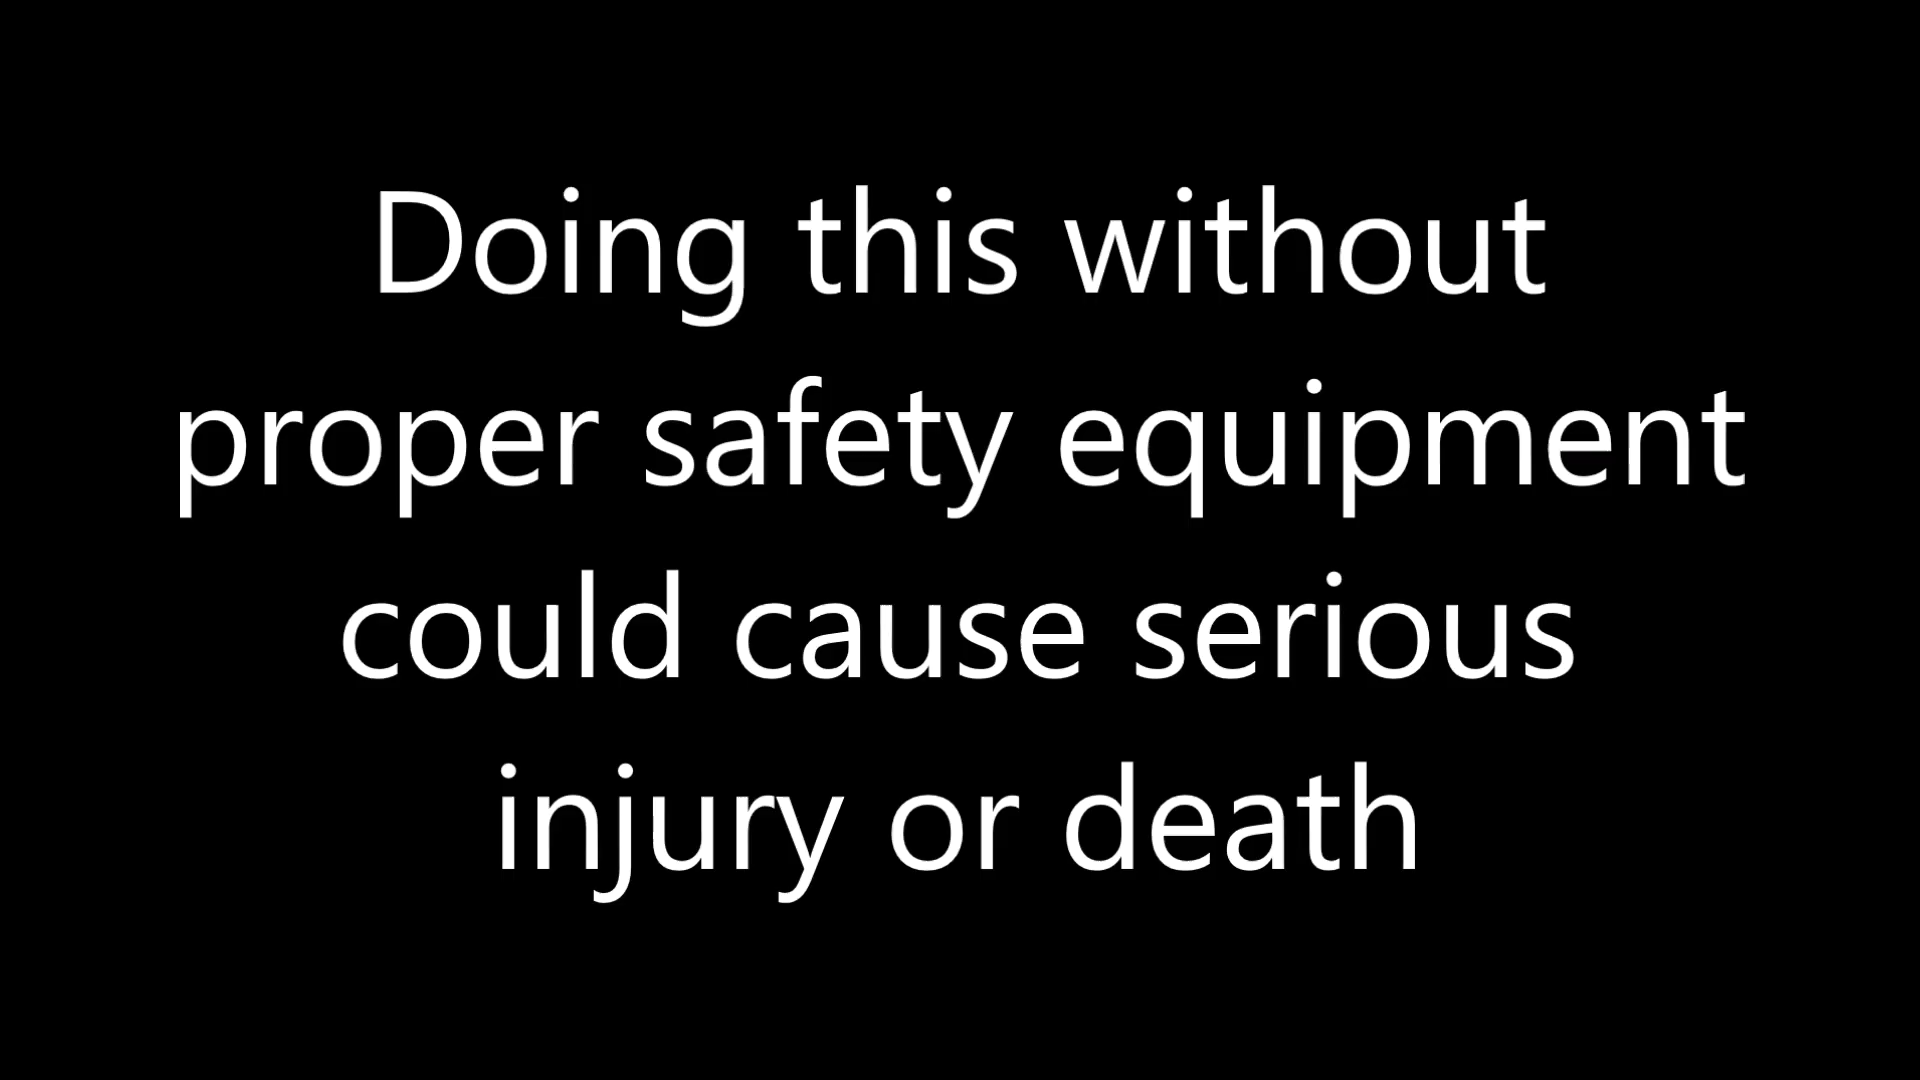 Doing this without
proper safety equipment
could cause serious
injury or death